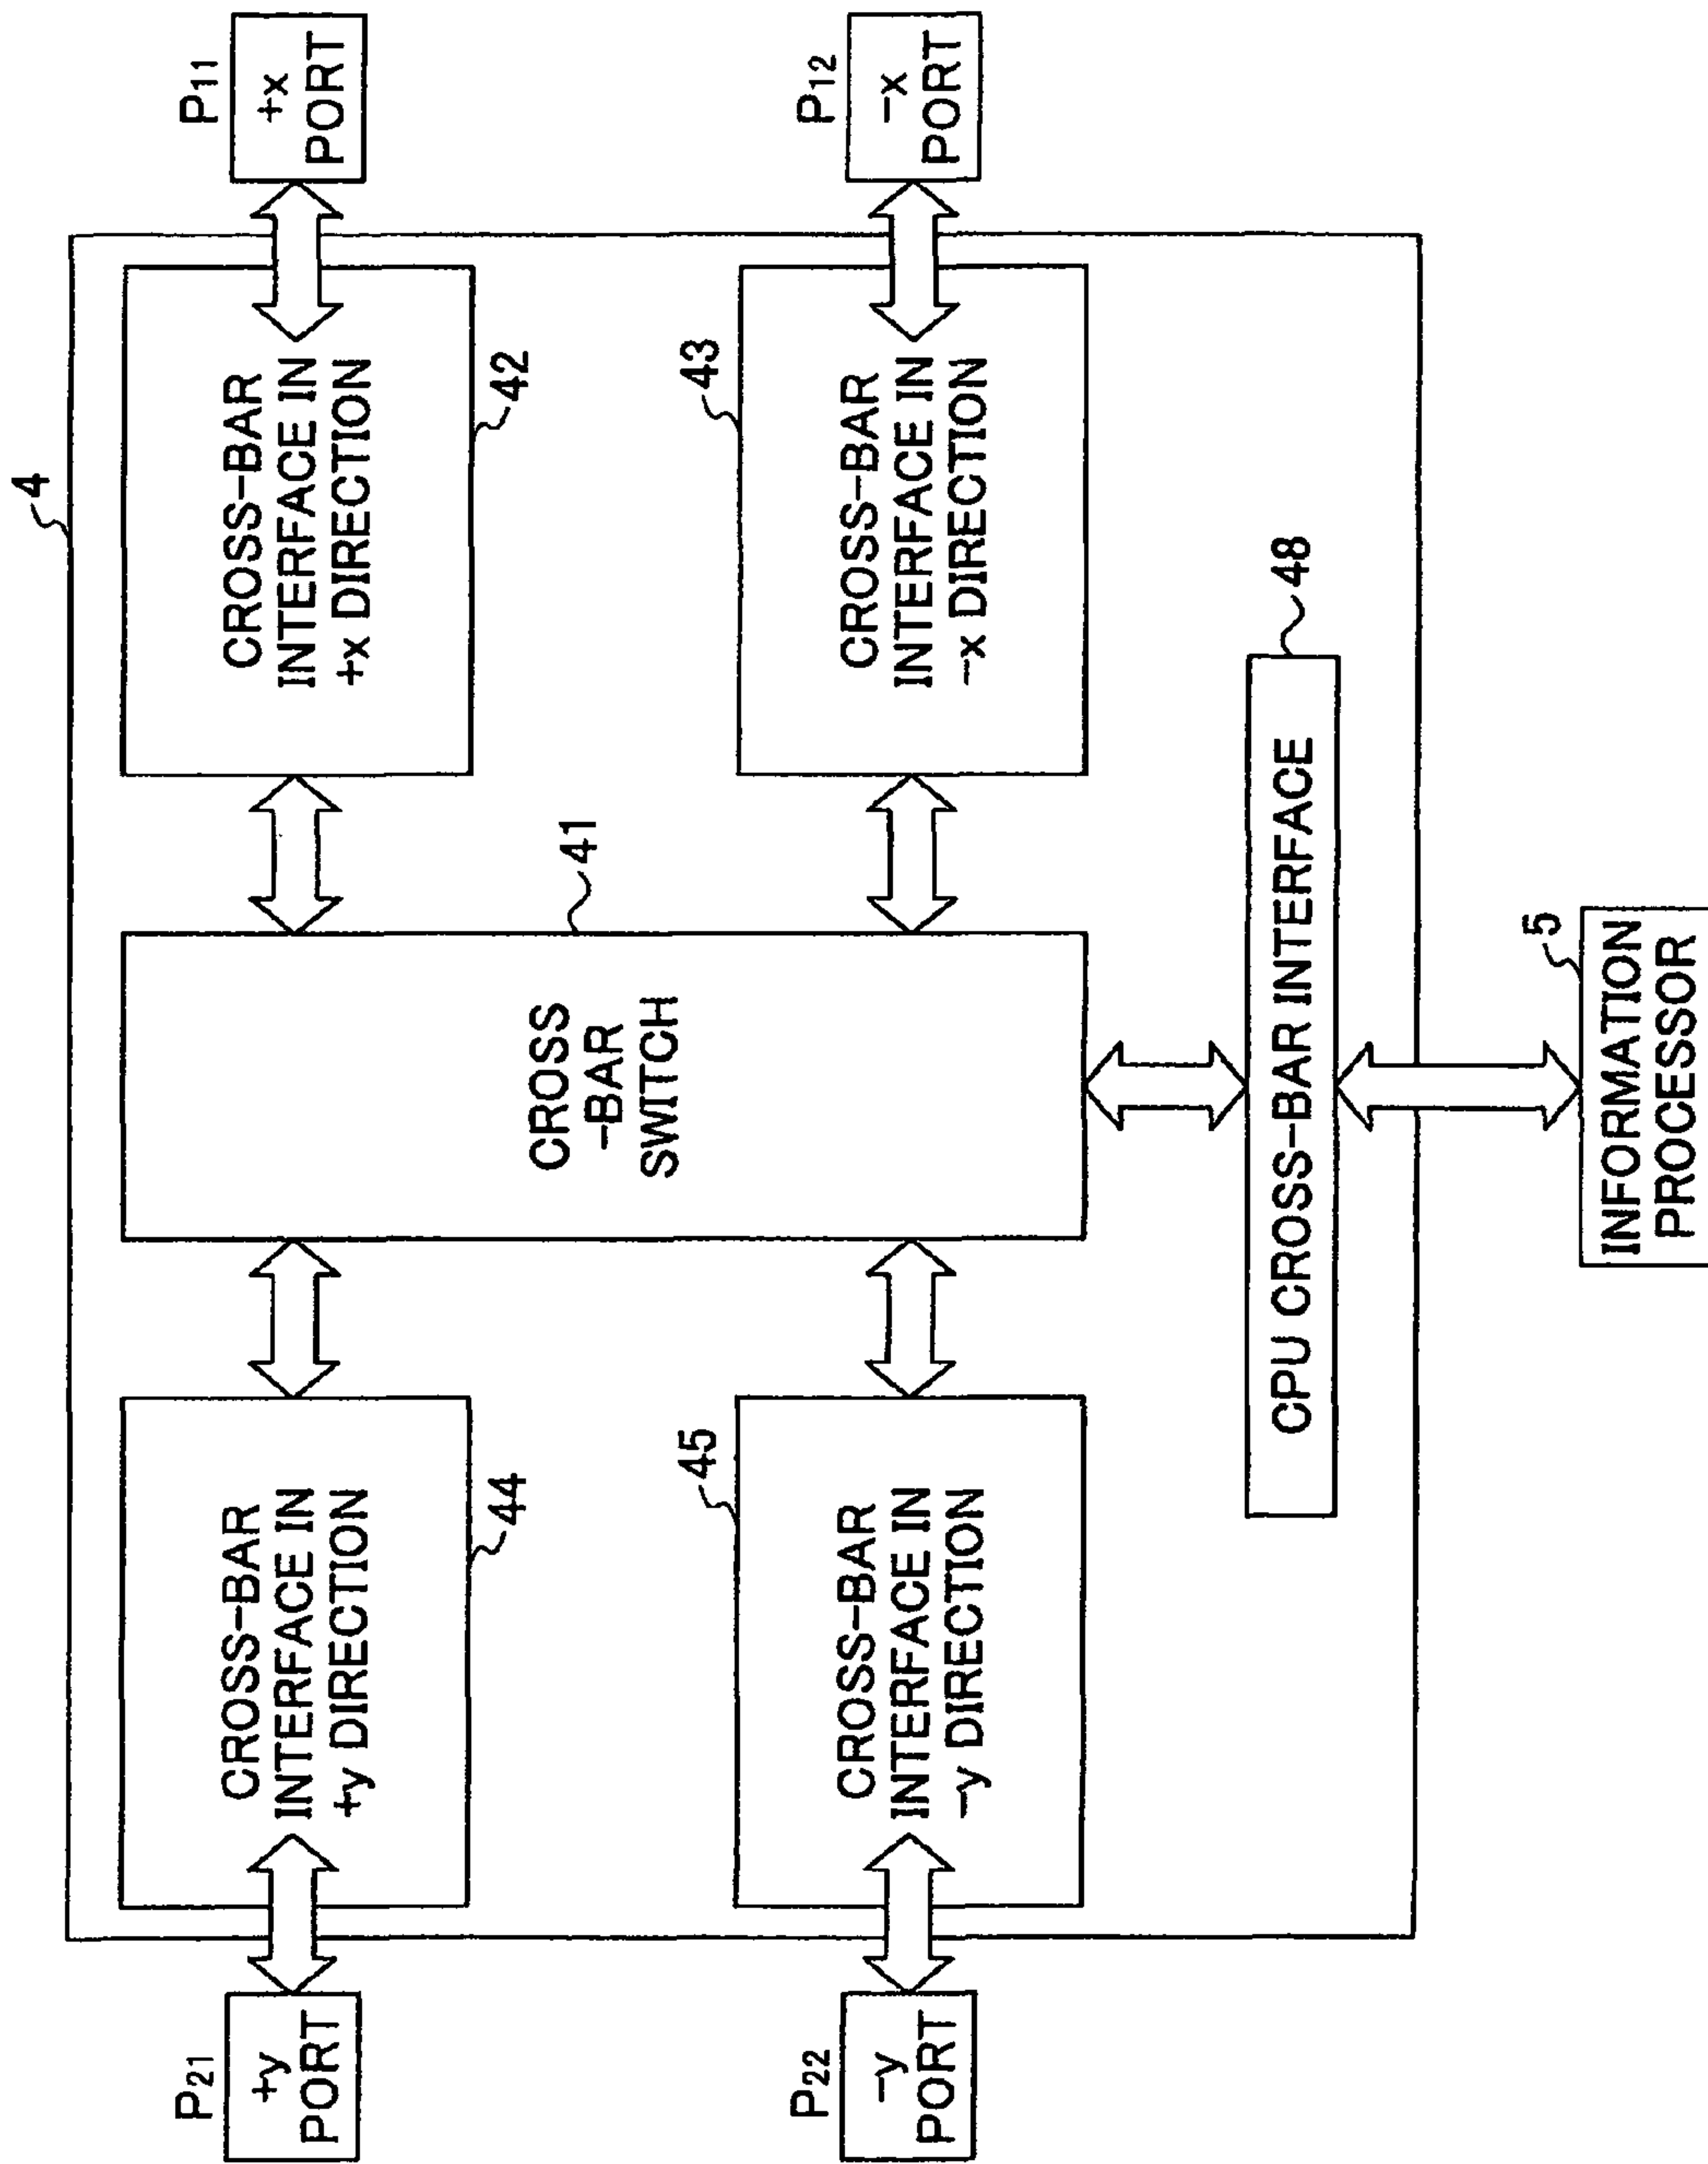 4
P21
+y
PORT
CROSS-BAR
INTERFACE IN
+y DIRECTION
44
CROSS
-BAR
SWITCH
41
CROSS-BAR
INTERFACE IN
+x DIRECTION
42
P11
+x
PORT
P22
-y
PORT
45
CROSS-BAR
INTERFACE IN
-y DIRECTION
43
CROSS-BAR
INTERFACE IN
-x DIRECTION
P12
-x
PORT
CPU CROSS-BAR INTERFACE
48
5
INFORMATION
PROCESSOR